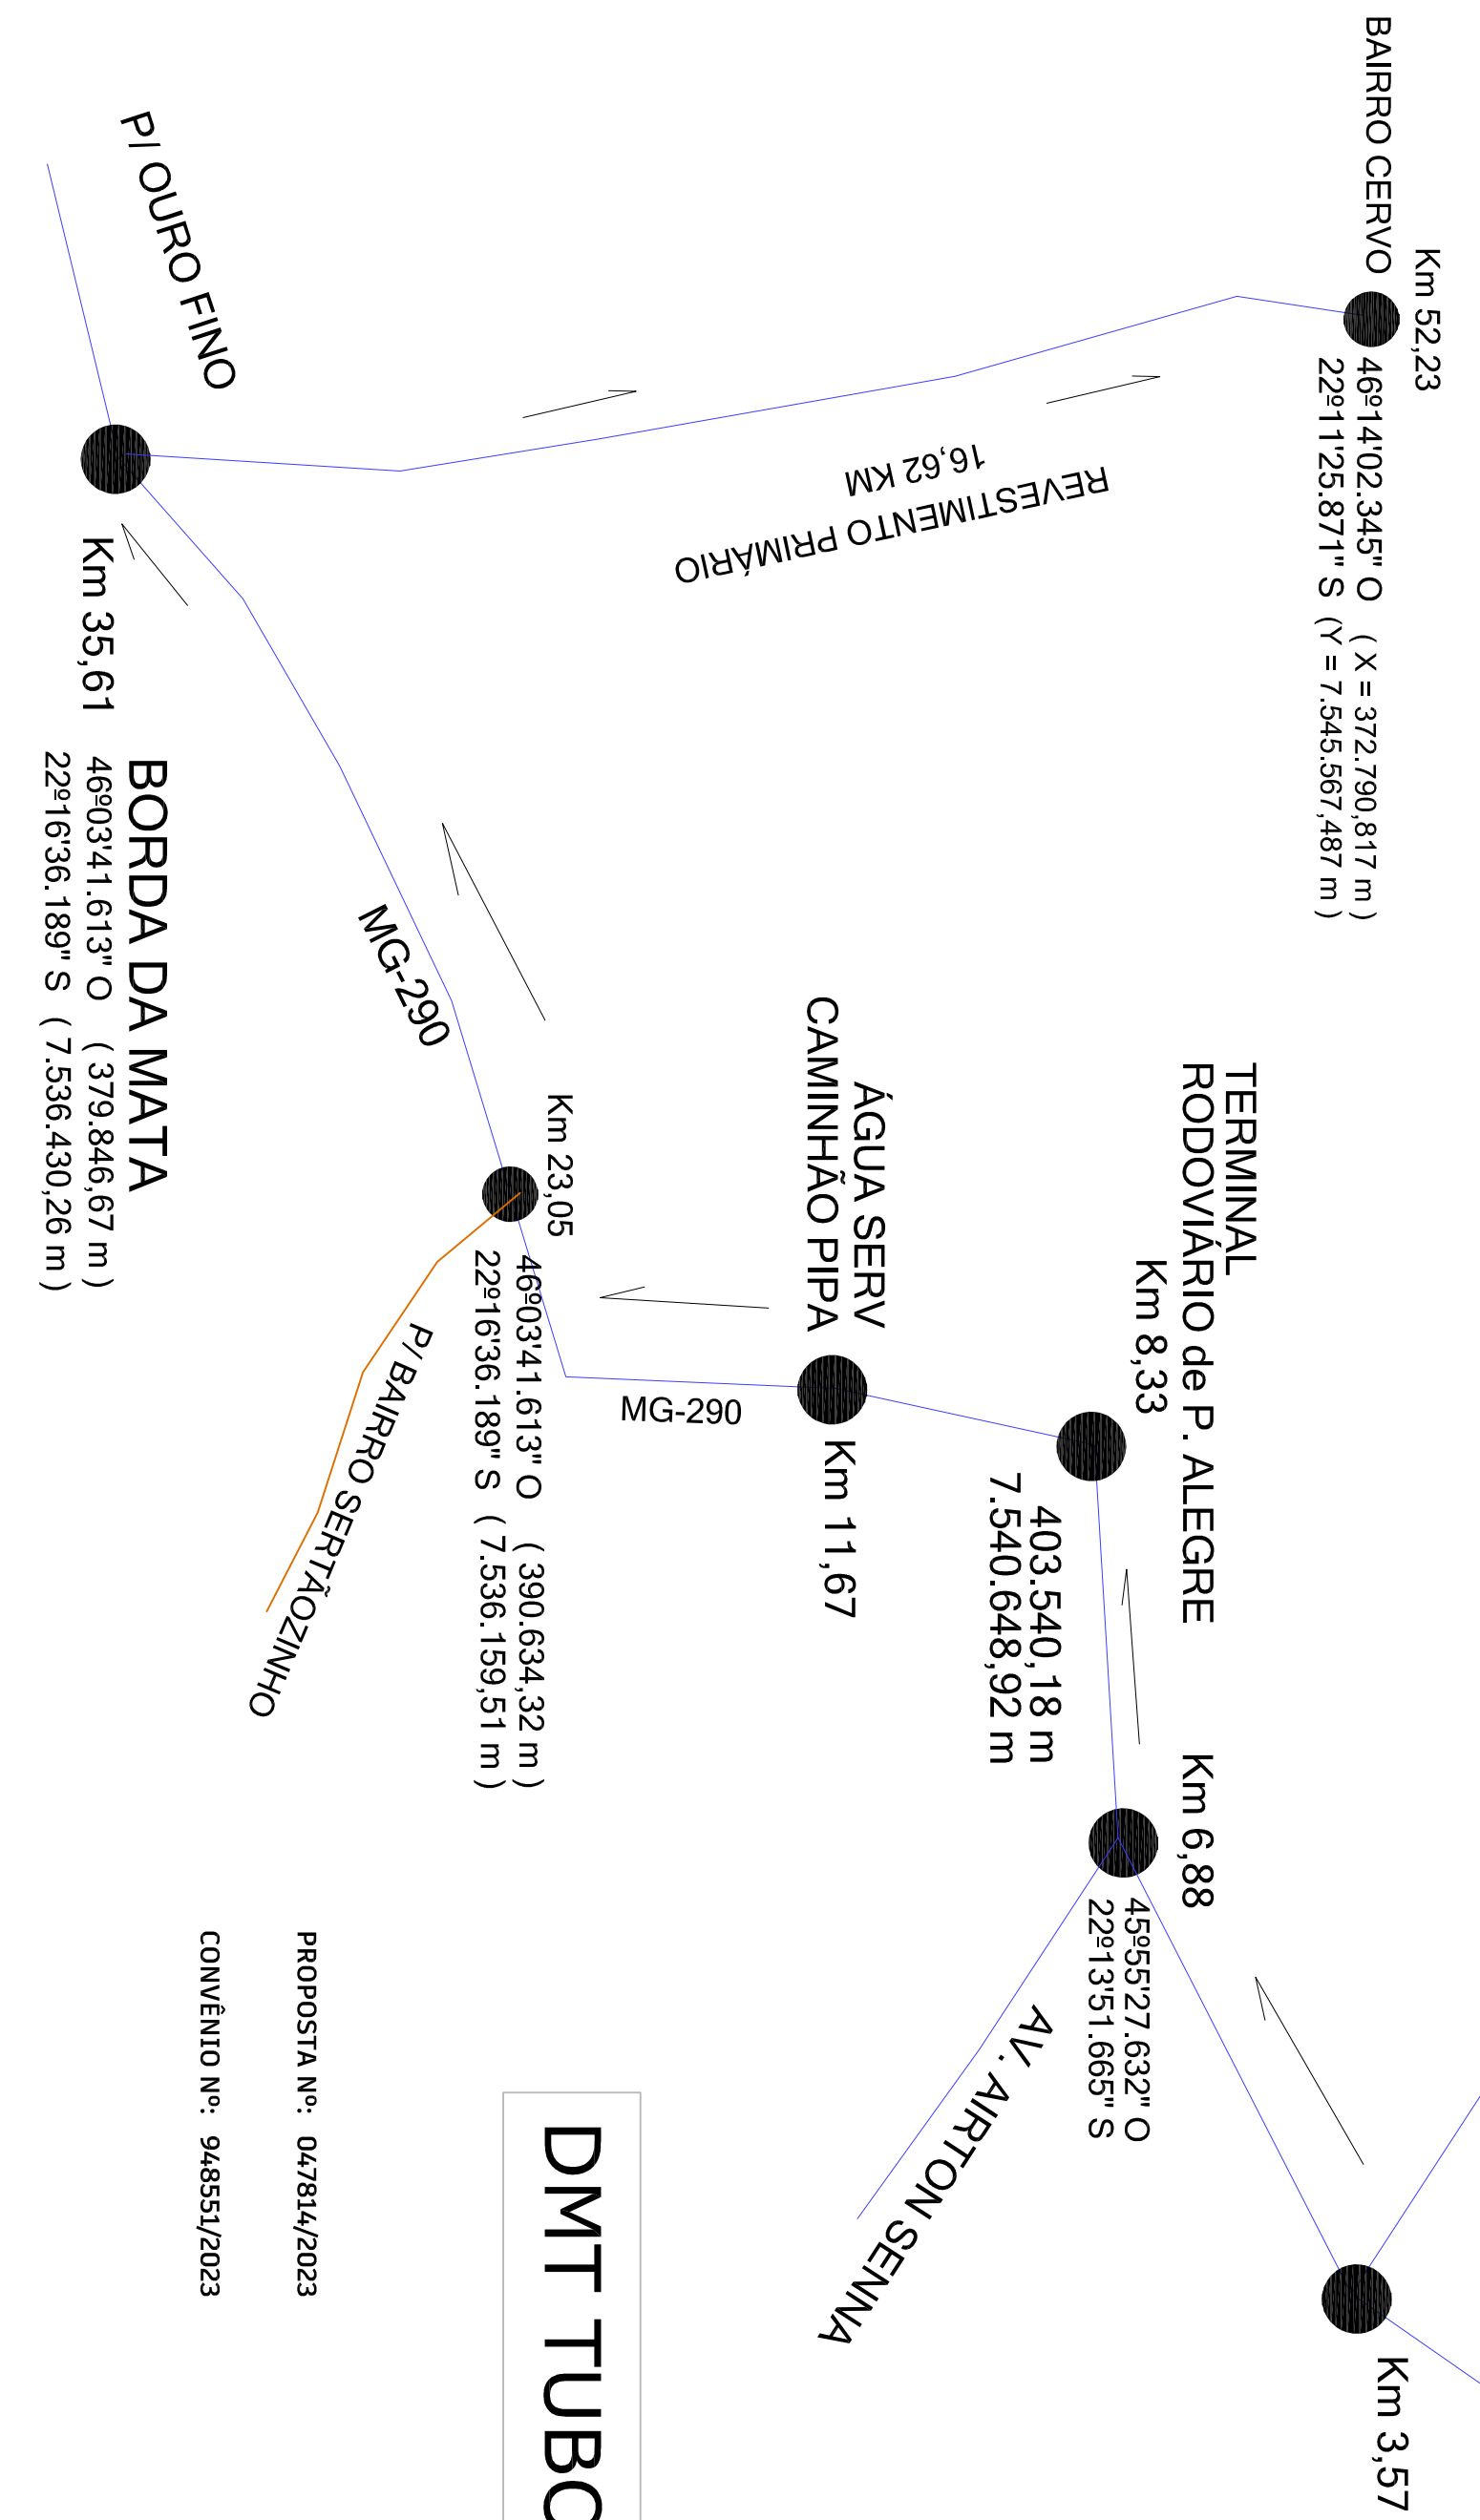 BAIRRO CERVO
Km 52,23
46º14'02.345" O ( X = 372.790,817 m )
22º11'25.871" S (Y = 7.545.567,487 m )
P/ OURO FINO
REVESTIMENTO PRIMÁRIO
16,62 KM
Km 35,61
BORDA DA MATA
46º03'41.613" O ( 379.846,67 m )
22º16'36.189" S ( 7.536.430,26 m )
MG-290
Km 23,05
46º03'41.613" O ( 390.634,32 m )
22º16'36.189" S ( 7.536.159,51 m )
P/ BAIRRO SERTÃOZINHO
MG-290
ÁGUA SERV
CAMINHÃO PIPA
Km 11,67
TERMINAL
RODOVIÁRIO de P. ALEGRE
Km 8,33
403.540,18 m
7.540.648,92 m
Km 6,88
45º55'27.632" O
22º13'51.665" S
AV. AIRTON SENNA
Km 3,57
PROPOSTA Nº: 047814/2023
CONVÊNIO Nº: 948551/2023
DMT TUBO